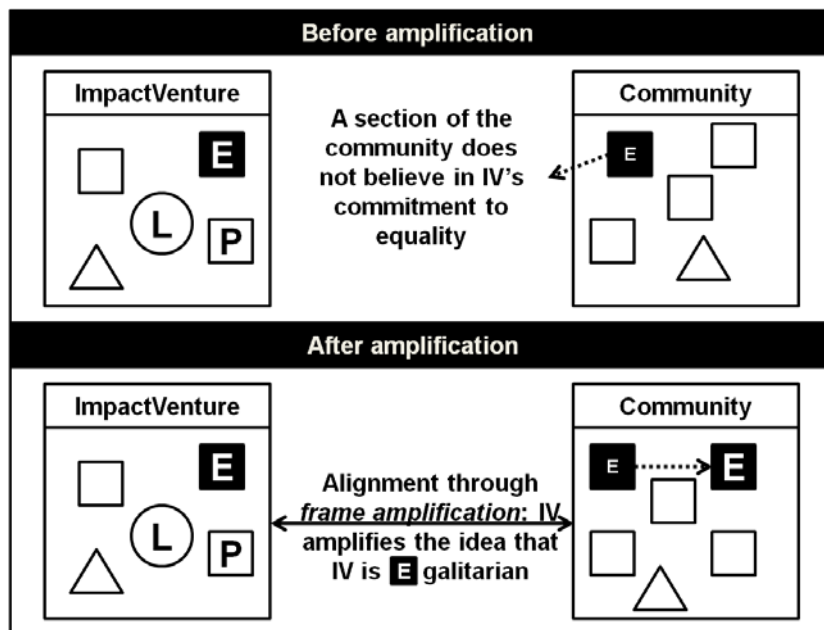 Before amplification
ImpactVenture
E
L
P
A section of the
community does
not believe in IV's
commitment to
equality
Community
E
After amplification
ImpactVenture
E
L
P
Alignment through
frame amplification: IV
amplifies the idea that
IV is E galitarian
Community
E E